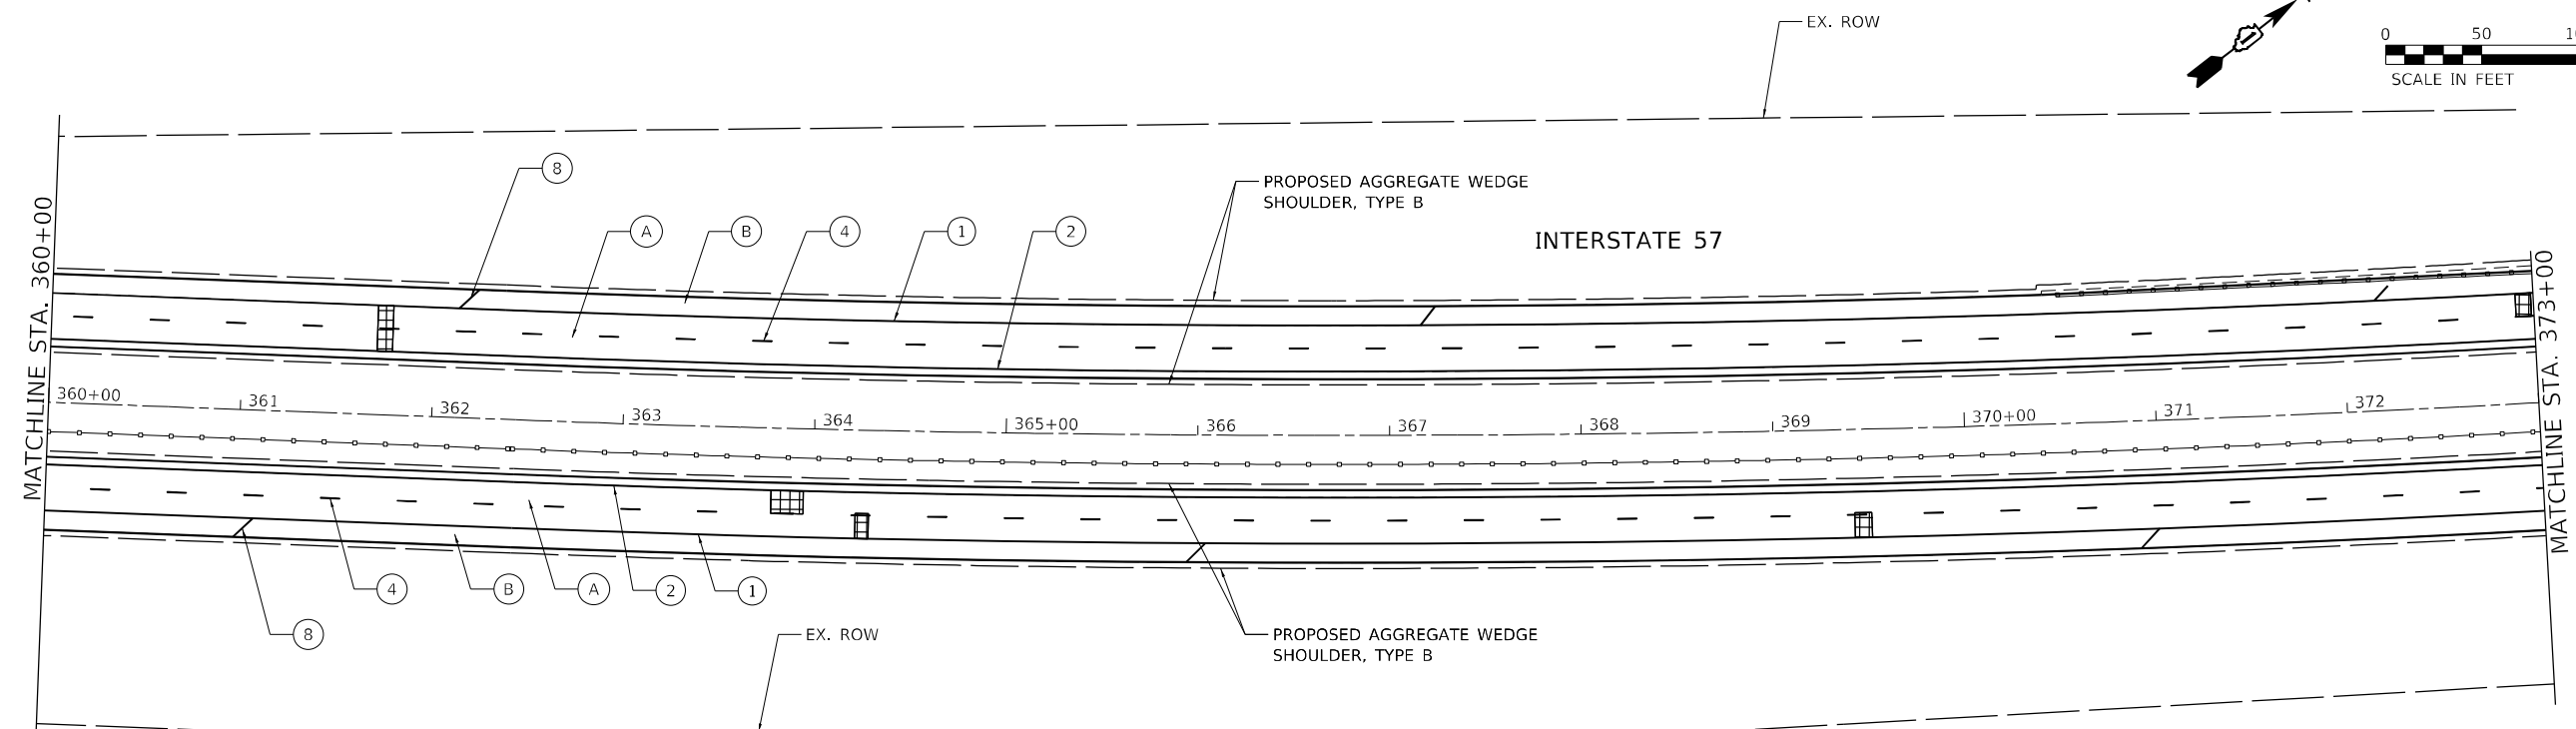 EX. ROW
0 50
SCALE IN FEET
8
PROPOSED AGGREGATE WEDGE
SHOULDER, TYPE B
A B 4 1 2
INTERSTATE 57
MATCHLINE STA. 360+00
MATCHLINE STA. 373+00
360+00 361 362 363 364 365+00 366 367 368 369 370+00 371 372
4 B A 2 1
8
EX. ROW
PROPOSED AGGREGATE WEDGE
SHOULDER, TYPE B